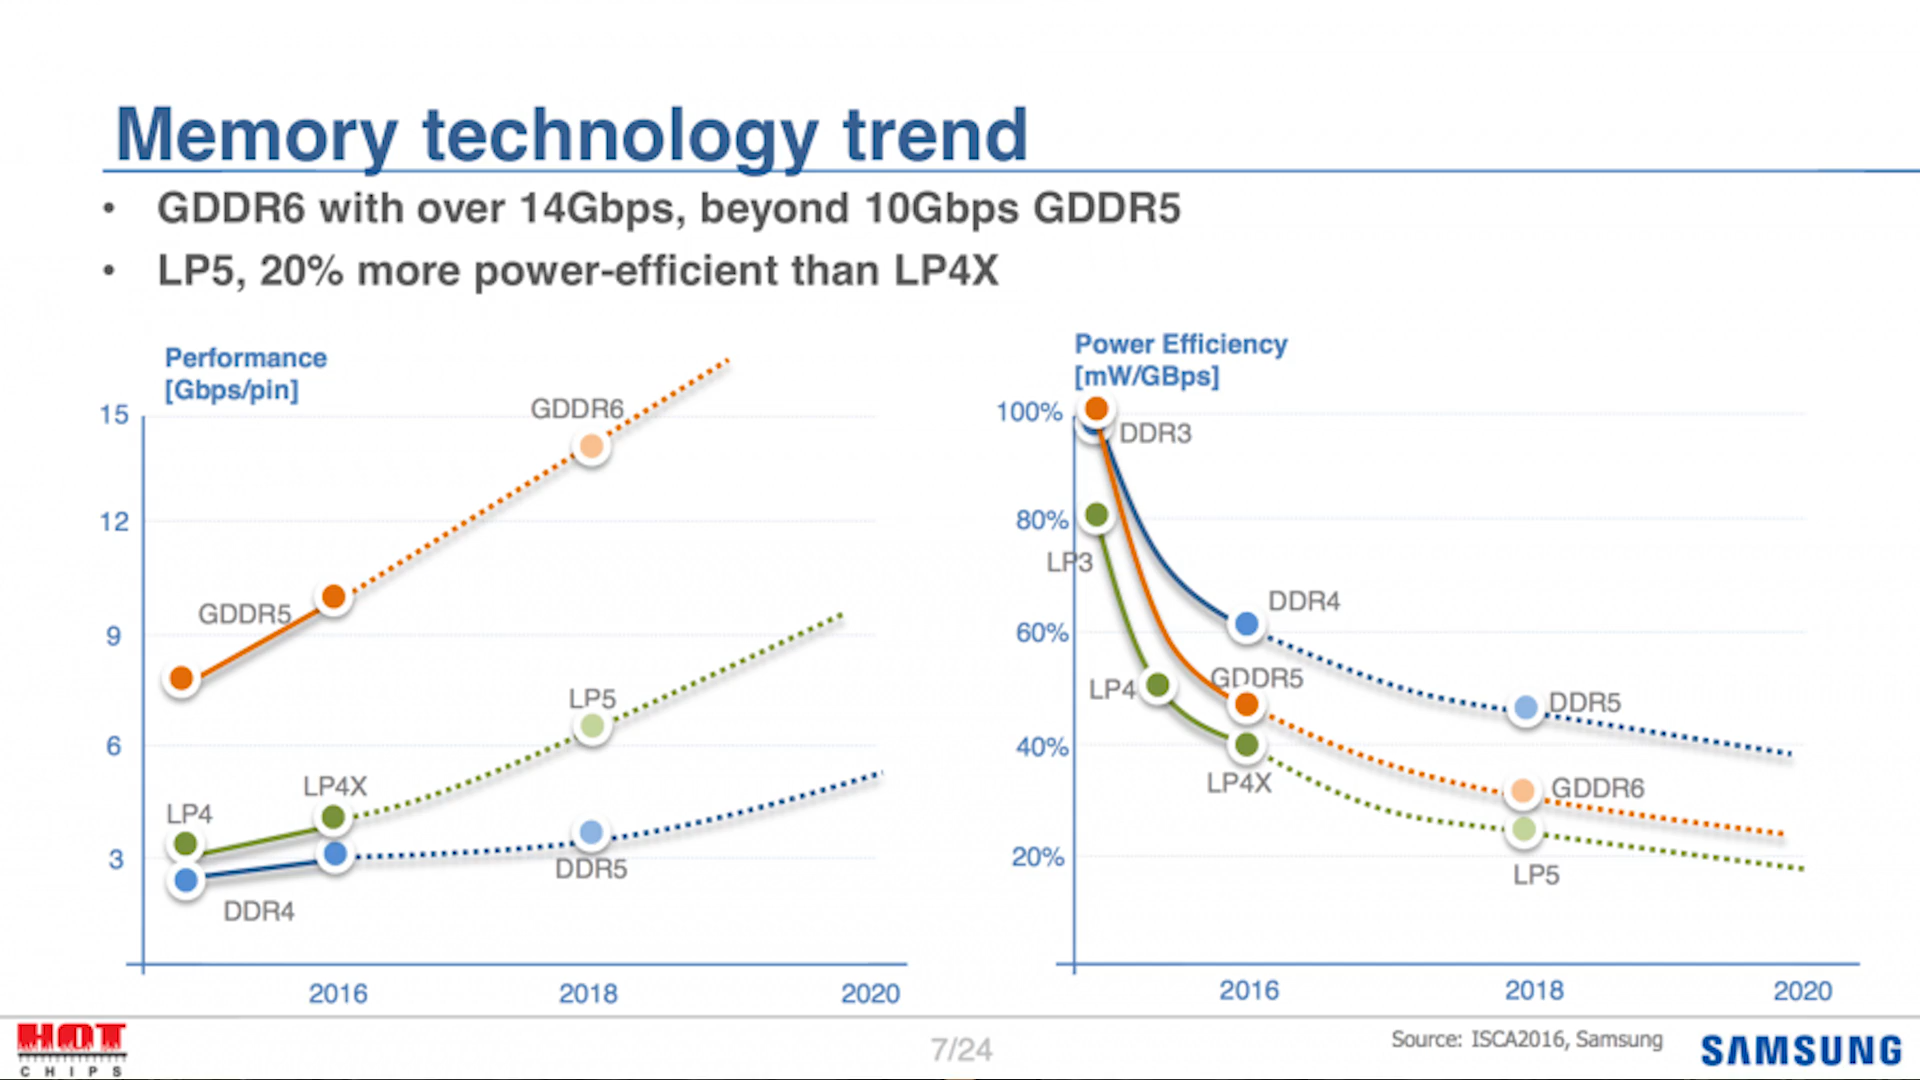 Memory technology trend
• GDDR6 with over 14Gbps, beyond 10Gbps GDDR5
• LP5, 20% more power-efficient than LP4X
Performance
[Gbps/pin]
15
12
9
6
3
GDDR6
GDDR5
LP5
LP4X
LP4
DDR5
DDR4
2016
2018
2020
Power Efficiency
[mW/GBps]
100%
80%
60%
40%
20%
DDR3
LP3
DDR4
LP4
GDDR5
DDR5
LP4X
GDDR6
LP5
2016
2018
2020
HOT
CHIPS
7/24
Source: ISCA2016, Samsung
SAMSUNG